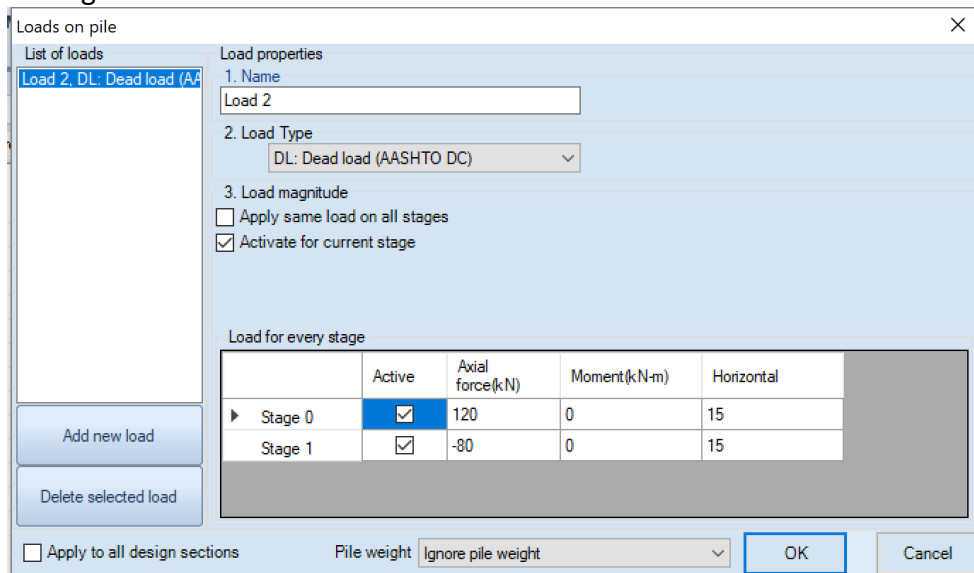 Loads on pile
List of loads
Load 2, DL: Dead load (AA
Add new load
Delete selected load
Load properties
1. Name
Load 2
2. Load Type
DL: Dead load (AASHTO DC)
3. Load magnitude
Apply same load on all stages
Activate for current stage
Load for every stage
Active Axial force(kN) Moment(kN-m) Horizontal
Stage 0 120 0 15
Stage 1 -80 0 15
Apply to all design sections Pile weight Ignore pile weight OK Cancel